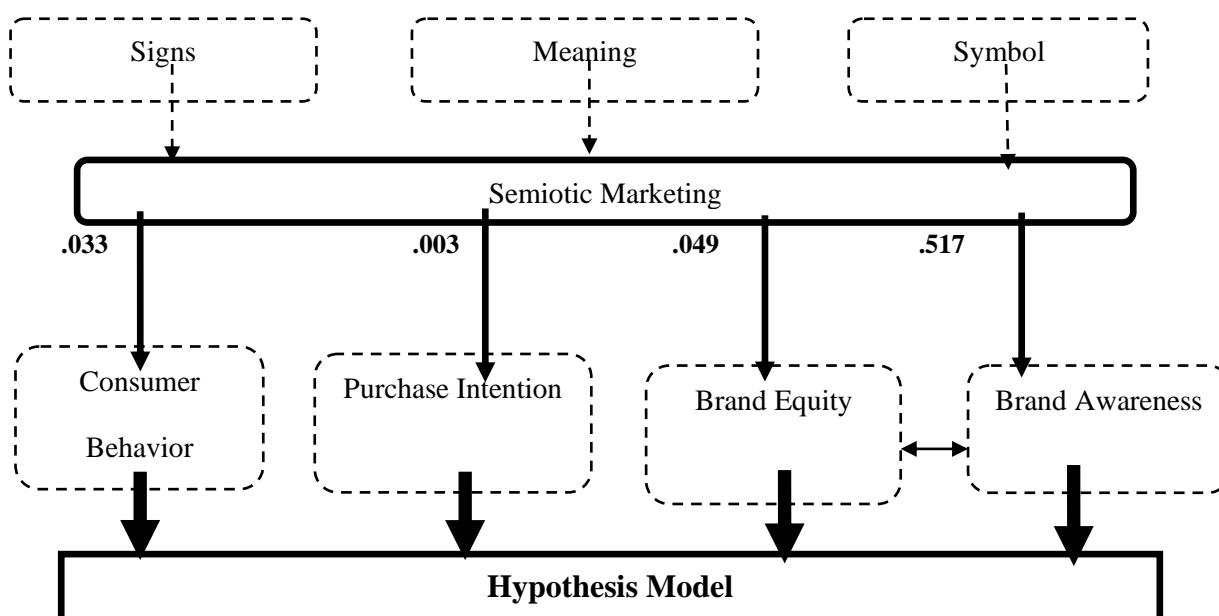 Signs
Meaning
Symbol
Semiotic Marketing
.033
.003
.049
.517
Consumer
Behavior
Purchase Intention
Brand Equity
Brand Awareness
Hypothesis Model